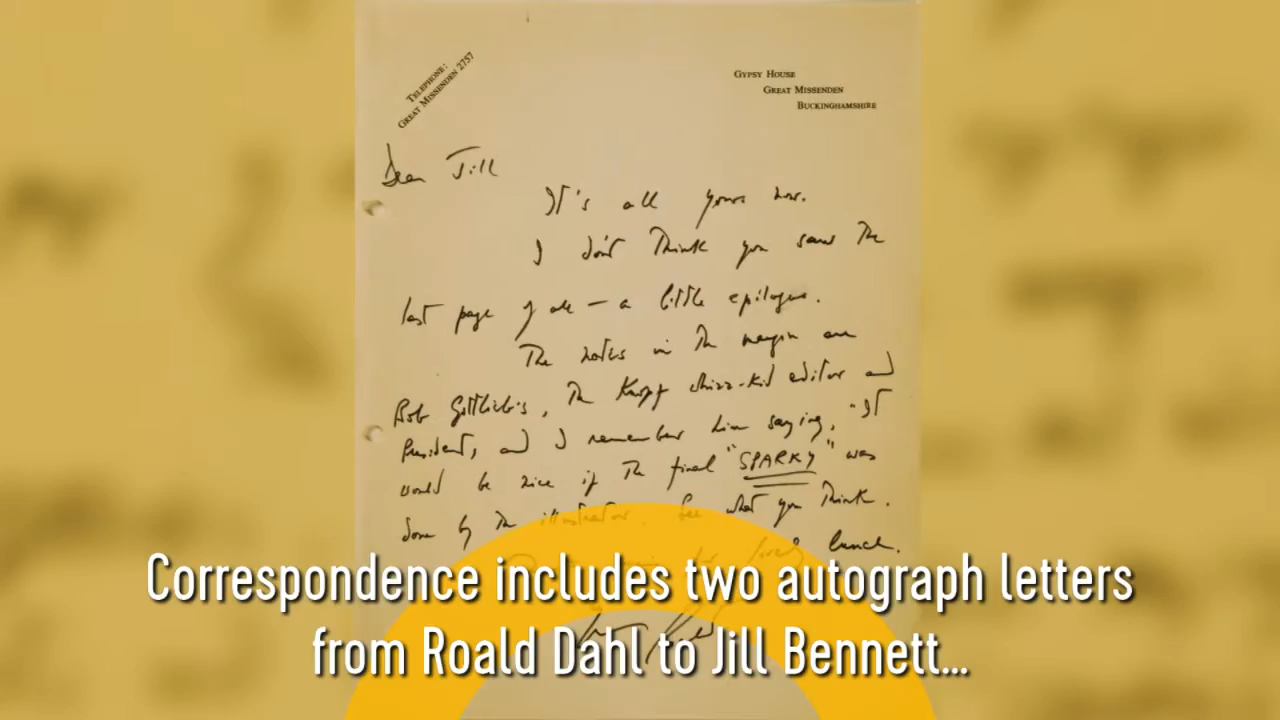 TELEPHONE:
GREAT MISSENDEN 2757
GYPSY HOUSE
GREAT MISSENDEN
BUCKINGHAMSHIRE
Dear Jill
It's all yours now.
I don't think you saw the
last page of all — a little epilogue.
The notes in the margin are
Bob Gottlieb's, the Knopf whizz-kid editor and
President, and I remember him saying, "It
would be nice if the final "SPARKY" was
done by the illustrator. See what you think.
lovely lunch.
Correspondence includes two autograph letters
from Roald Dahl to Jill Bennett...